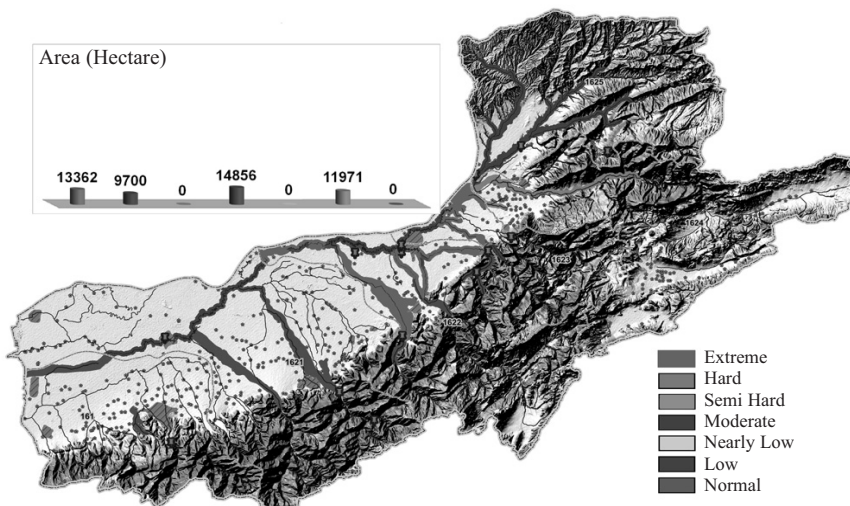 Area (Hectare)
13362 9700 0 14856 0 11971 0
1625
1624
1623
1622
1621
161
Extreme
Hard
Semi Hard
Moderate
Nearly Low
Low
Normal